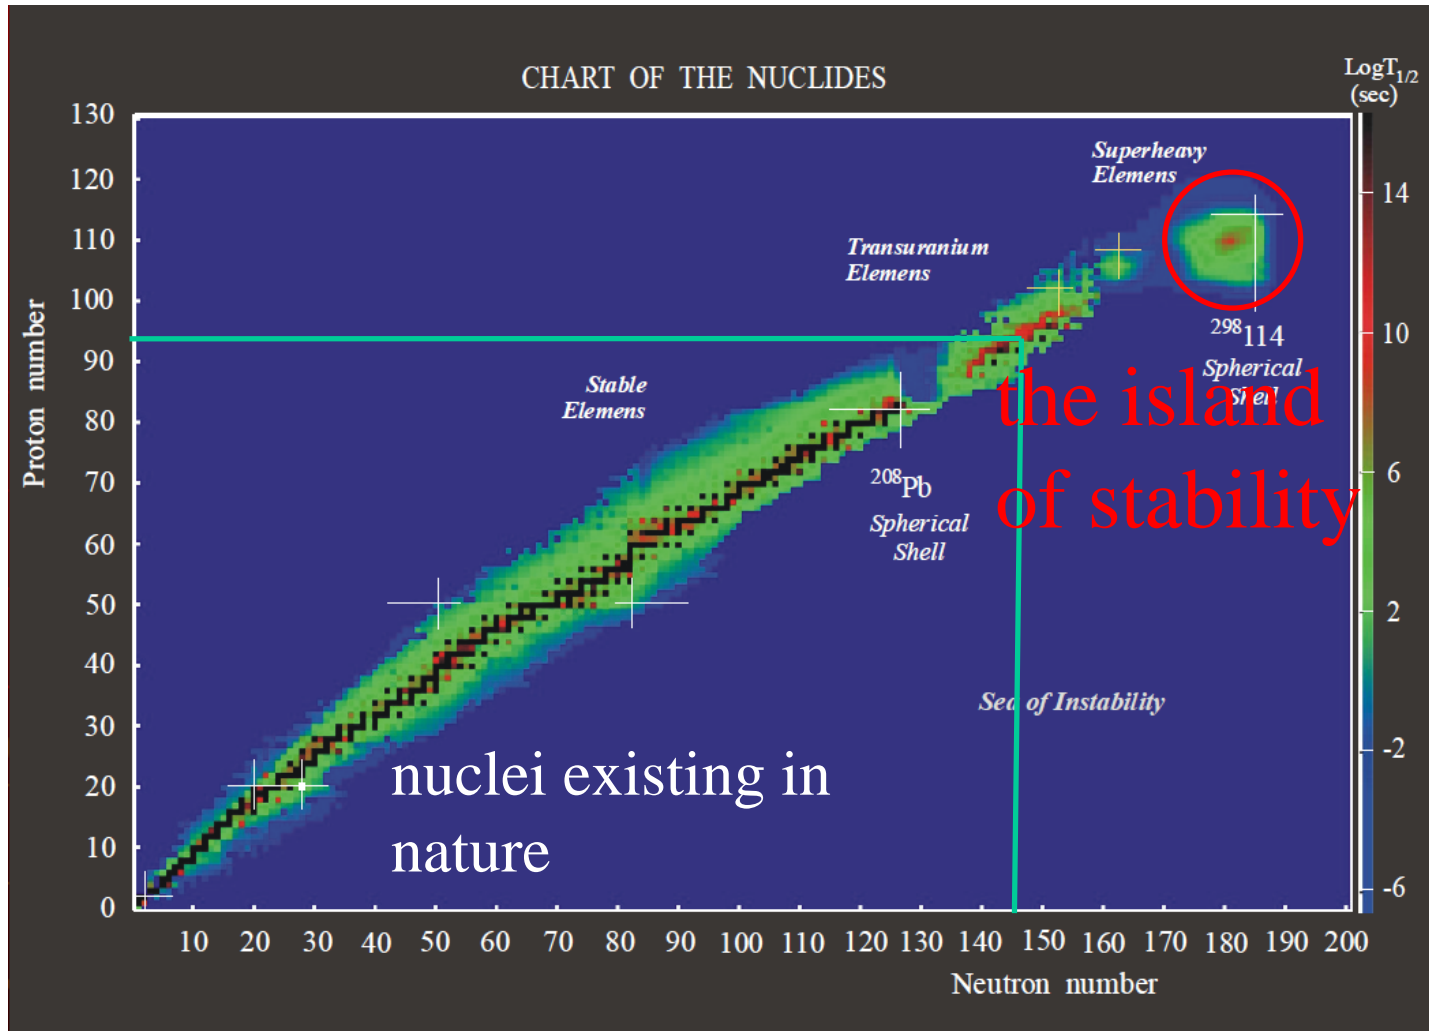 CHART OF THE NUCLIDES
LogT1/2
(sec)
130
120
110
100
90
80
70
60
50
40
30
20
10
0
Proton number
Superheavy
Elemens
Transuranium
Elemens
Stable
Elemens
298114
Spherical
Shell
the island
of stability
208Pb
Spherical
Shell
Sea of Instability
nuclei existing in
nature
14
10
6
2
-2
-6
10 20 30 40 50 60 70 80 90 100 110 120 130 140 150 160 170 180 190 200
Neutron number